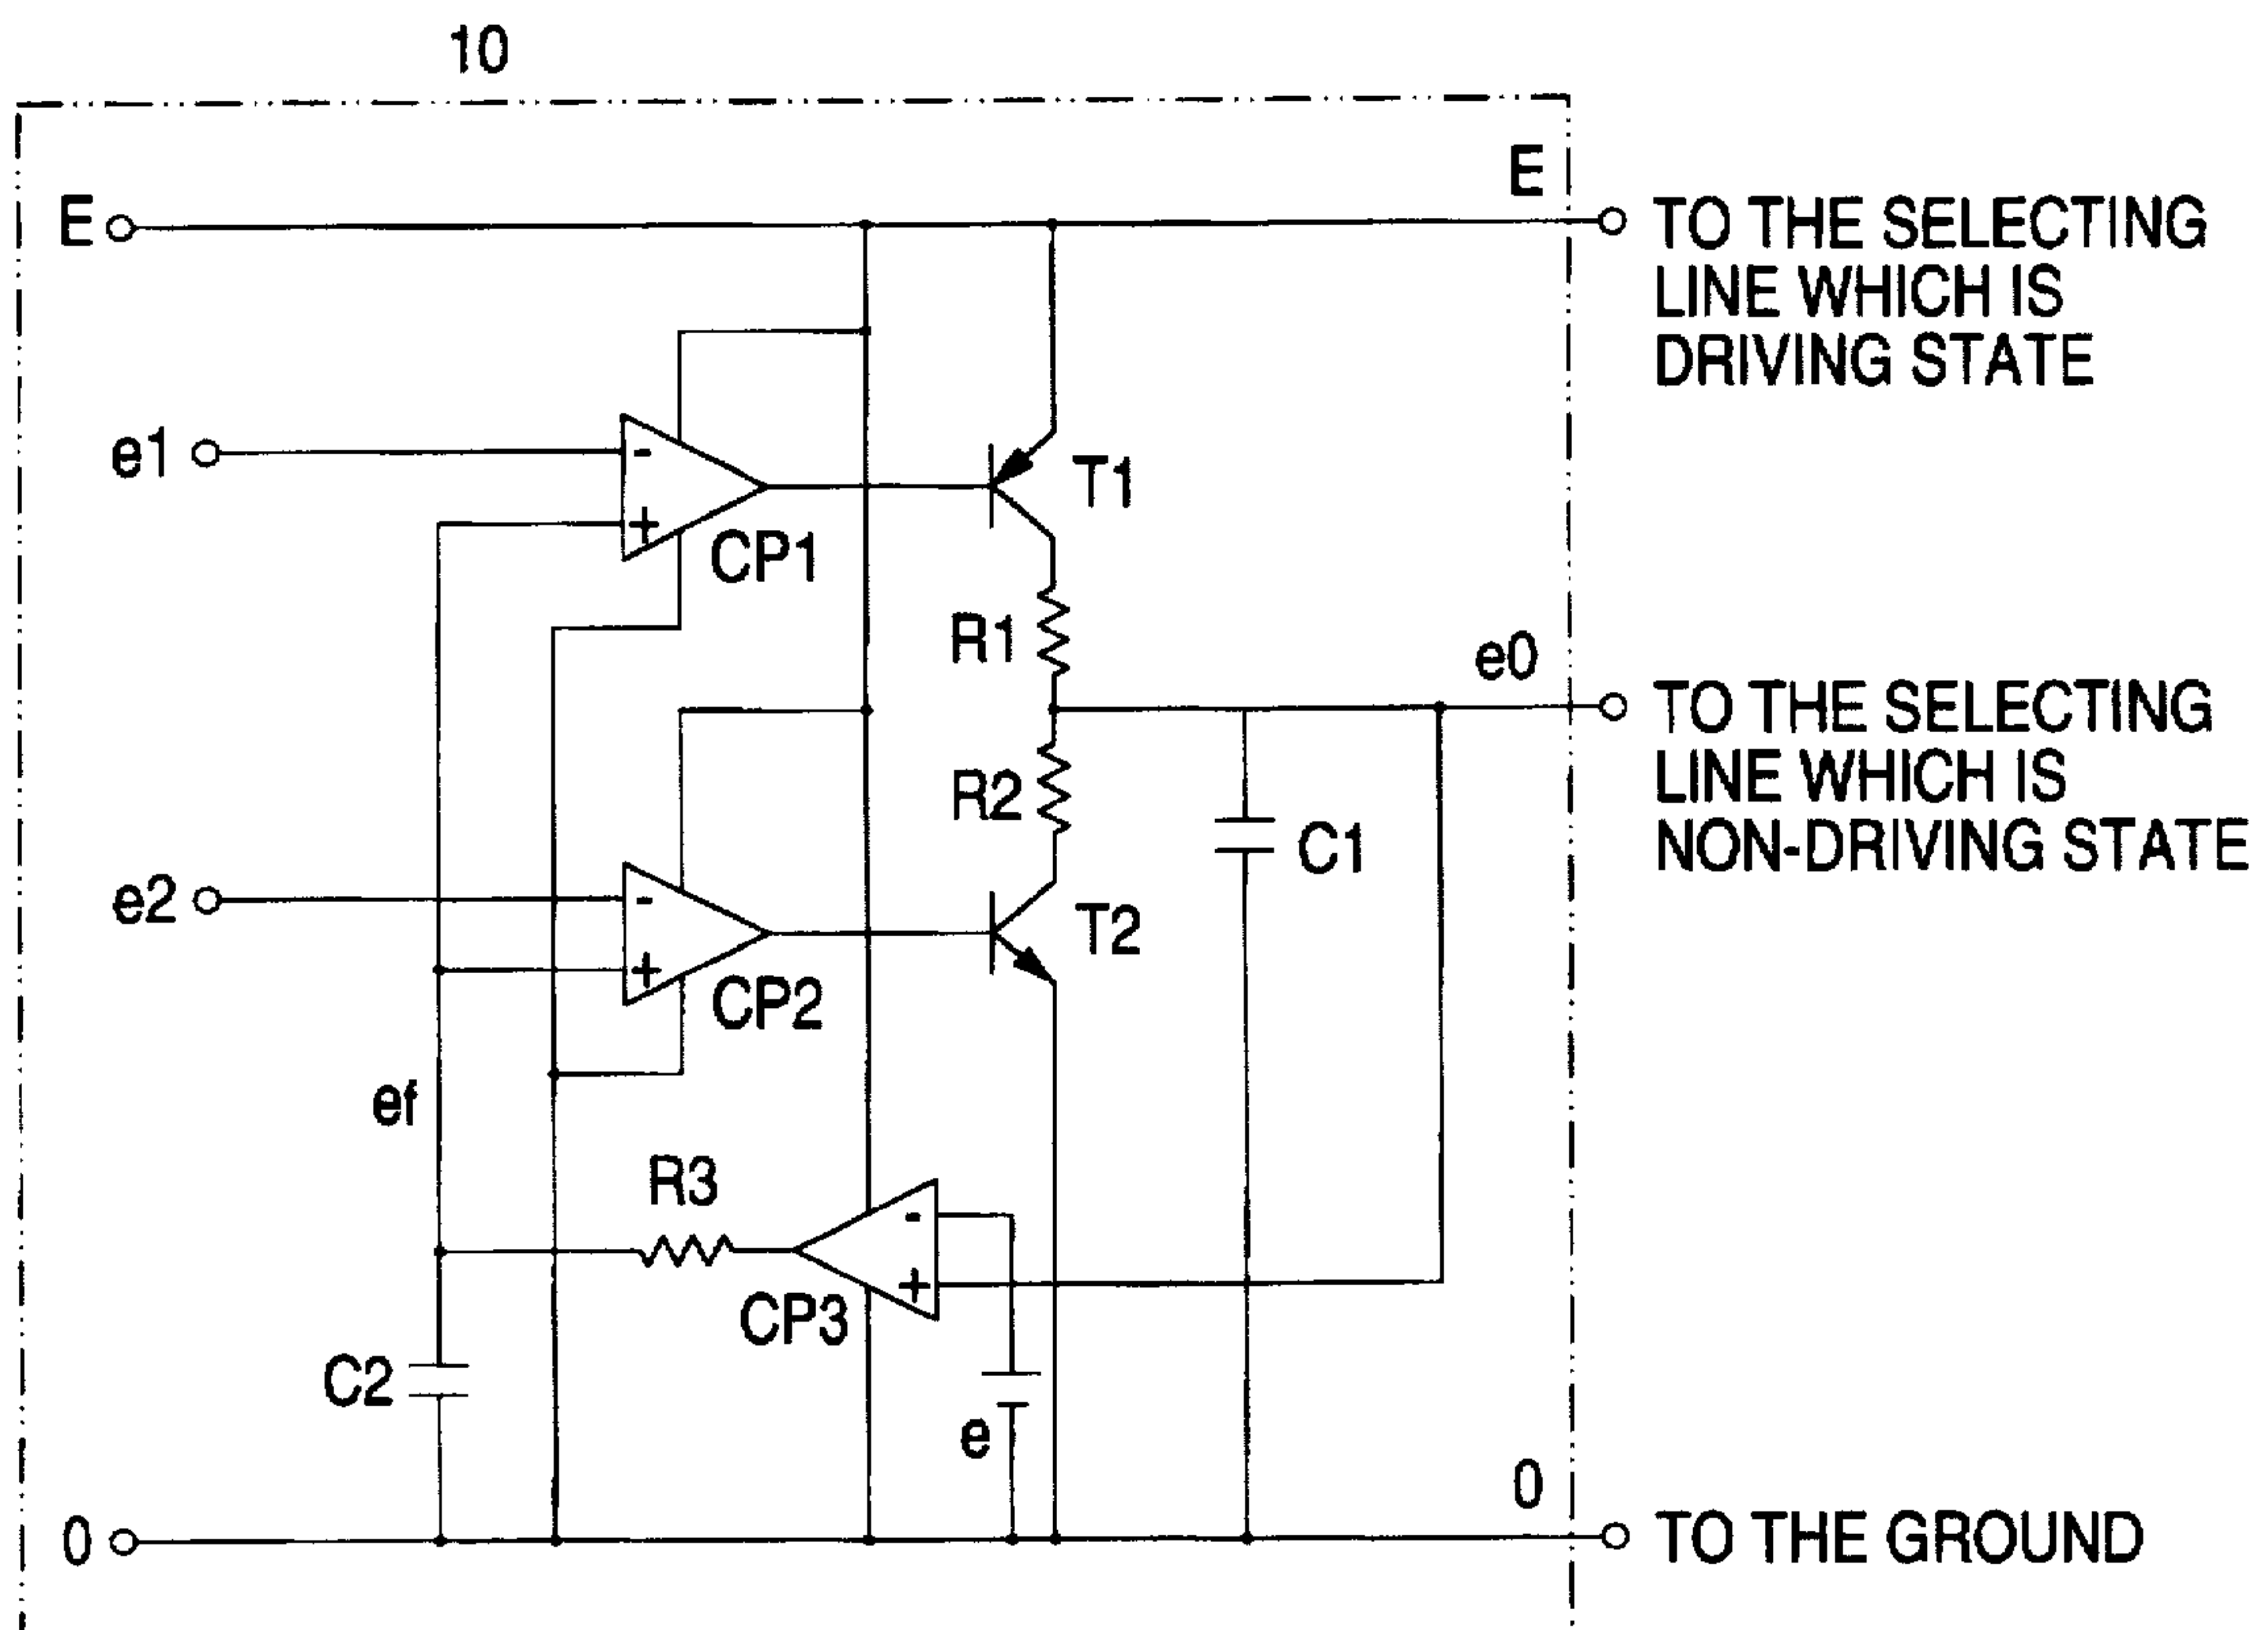 10
E
E
TO THE SELECTING
LINE WHICH IS
DRIVING STATE
e1
-
+
CP1
T1
R1
e0
TO THE SELECTING
LINE WHICH IS
NON-DRIVING STATE
R2
C1
e2
-
+
CP2
T2
ef
R3
-
+
CP3
C2
e
0
0
TO THE GROUND